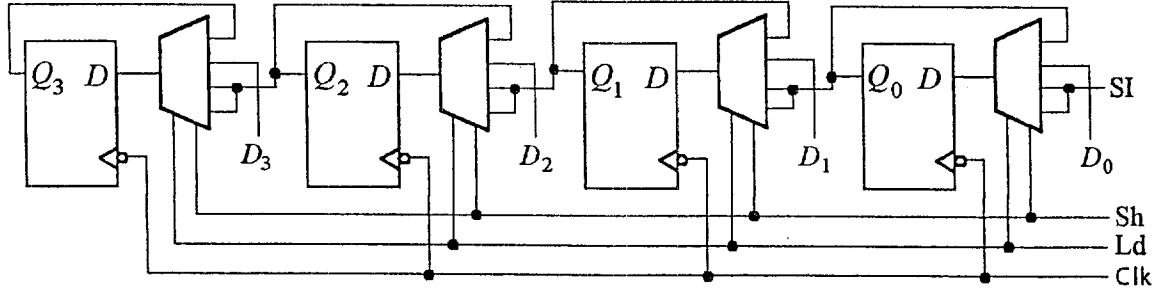 Q3 D Q2 D Q1 D Q0 D SI
D3 D2 D1 D0
Sh
Ld
Clk